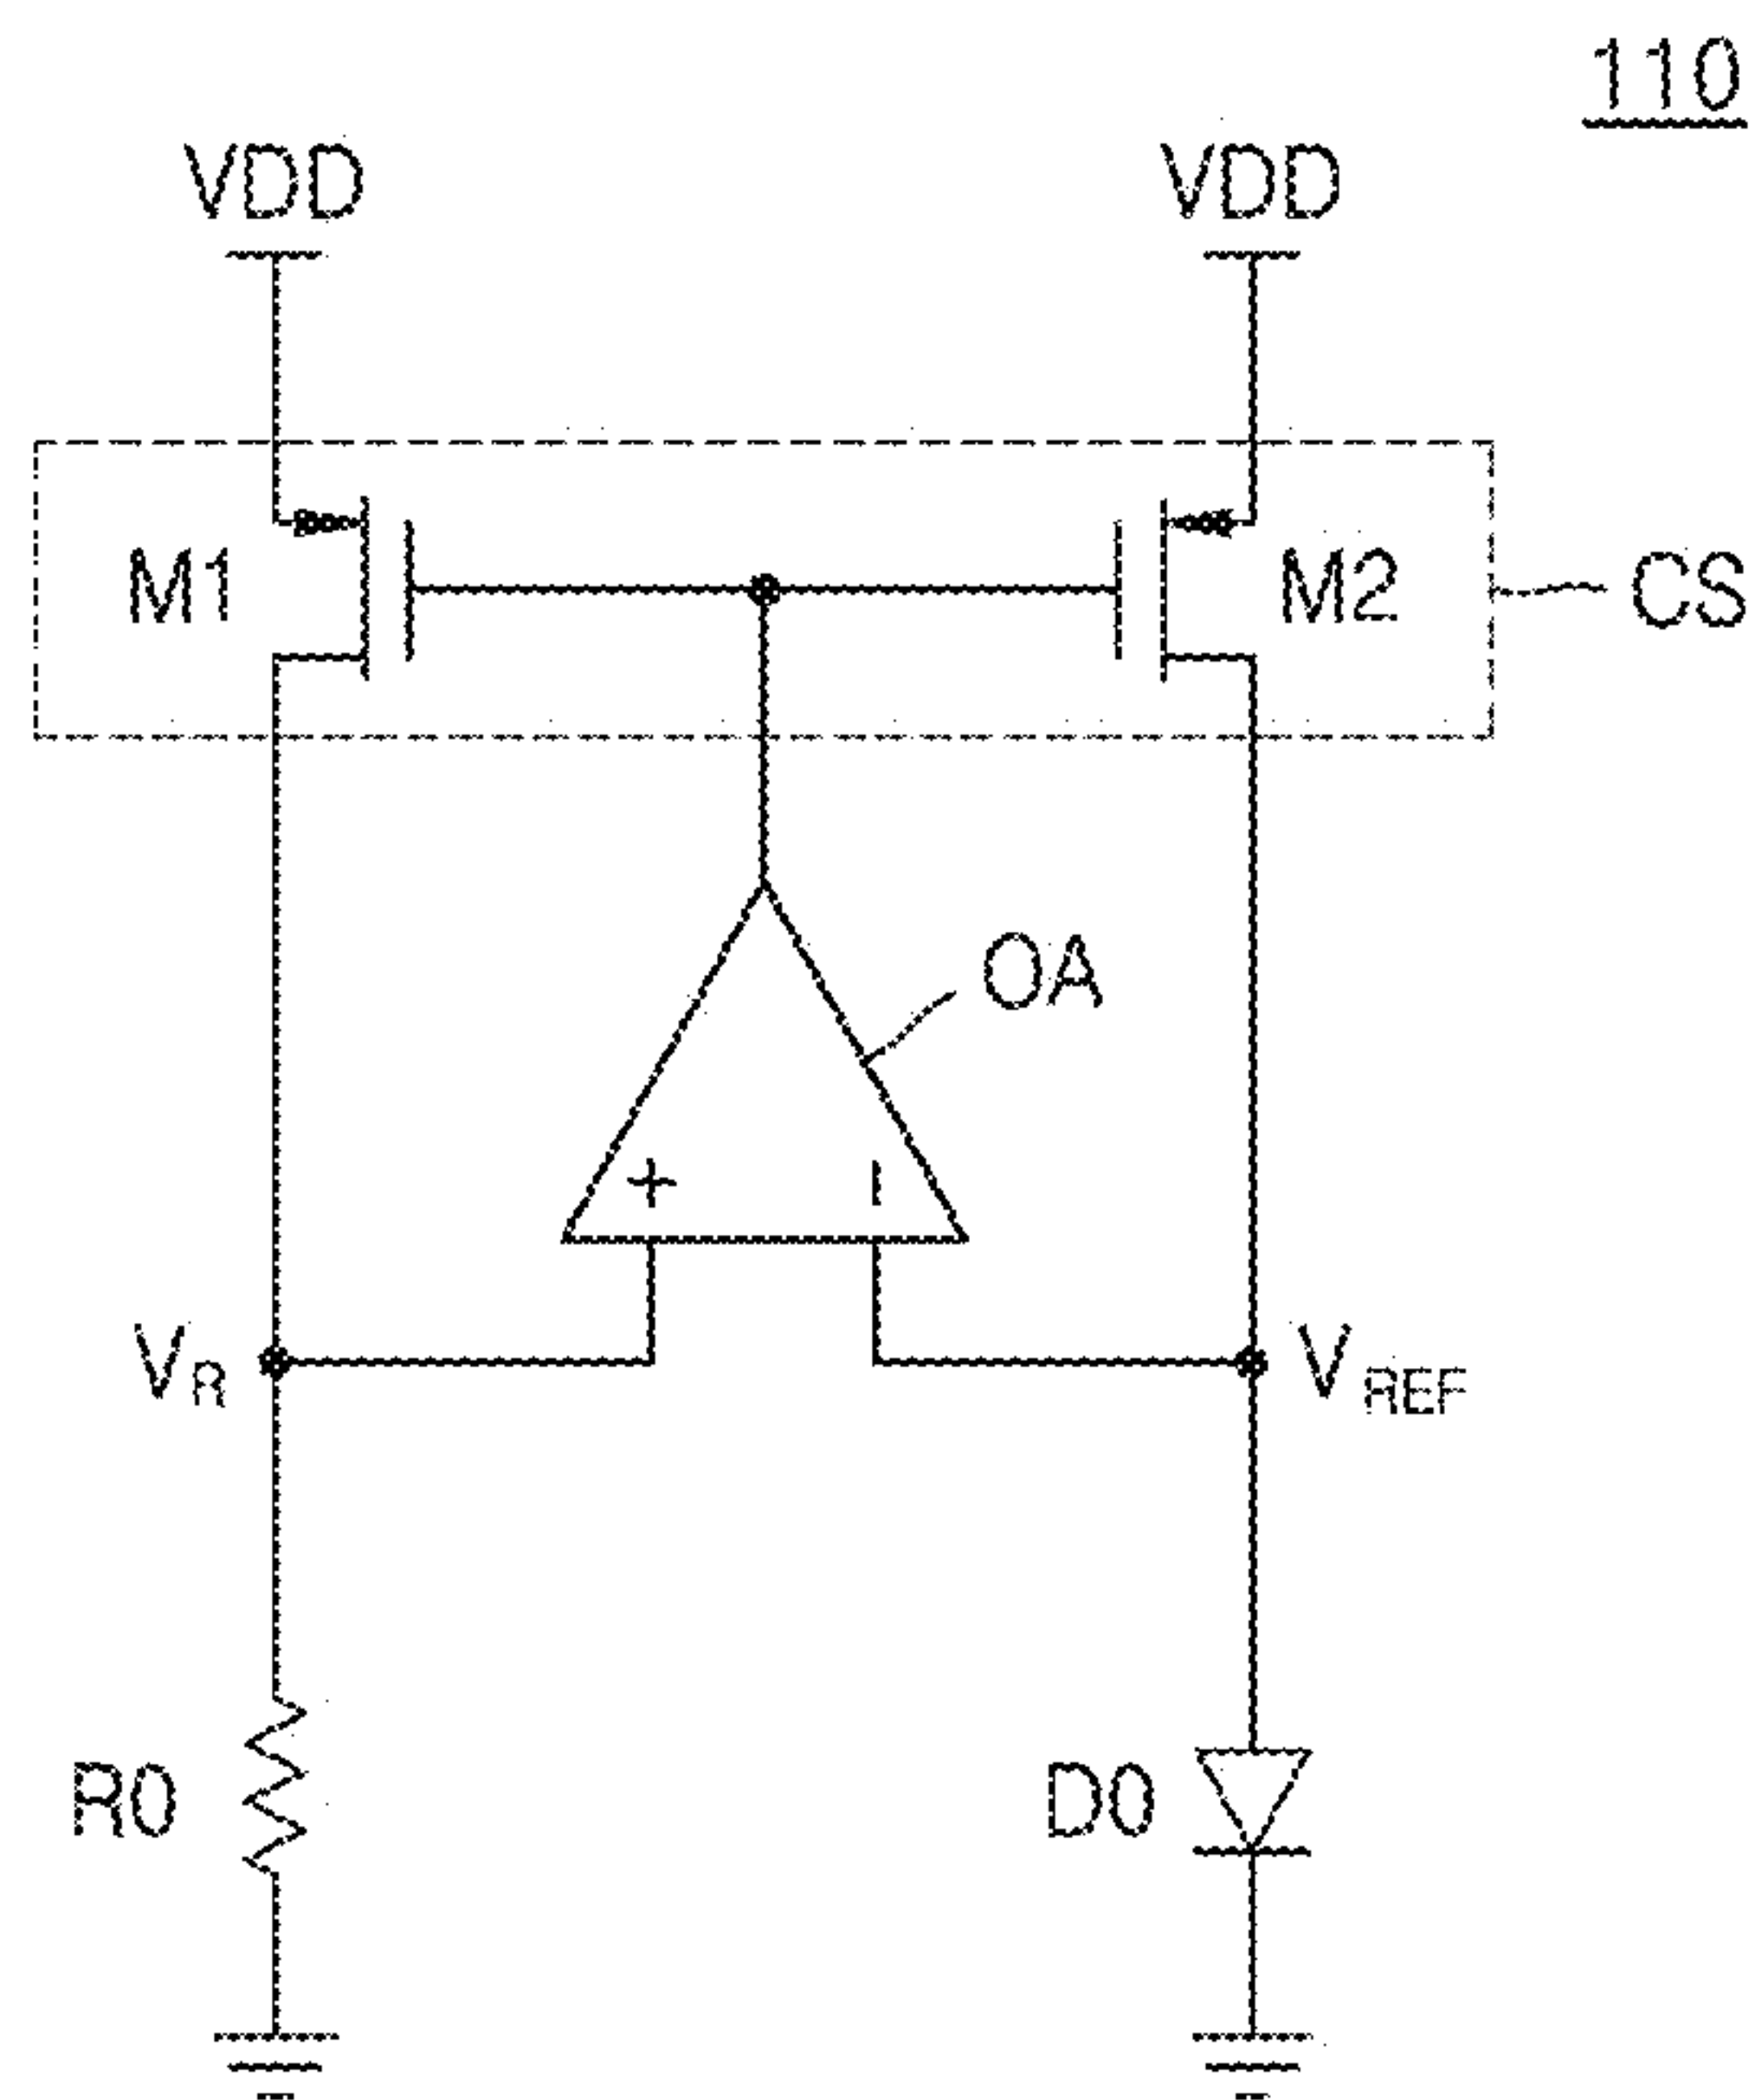 110
VDD VDD
M1 M2 CS
OA
+ −
VR VREF
R0 D0